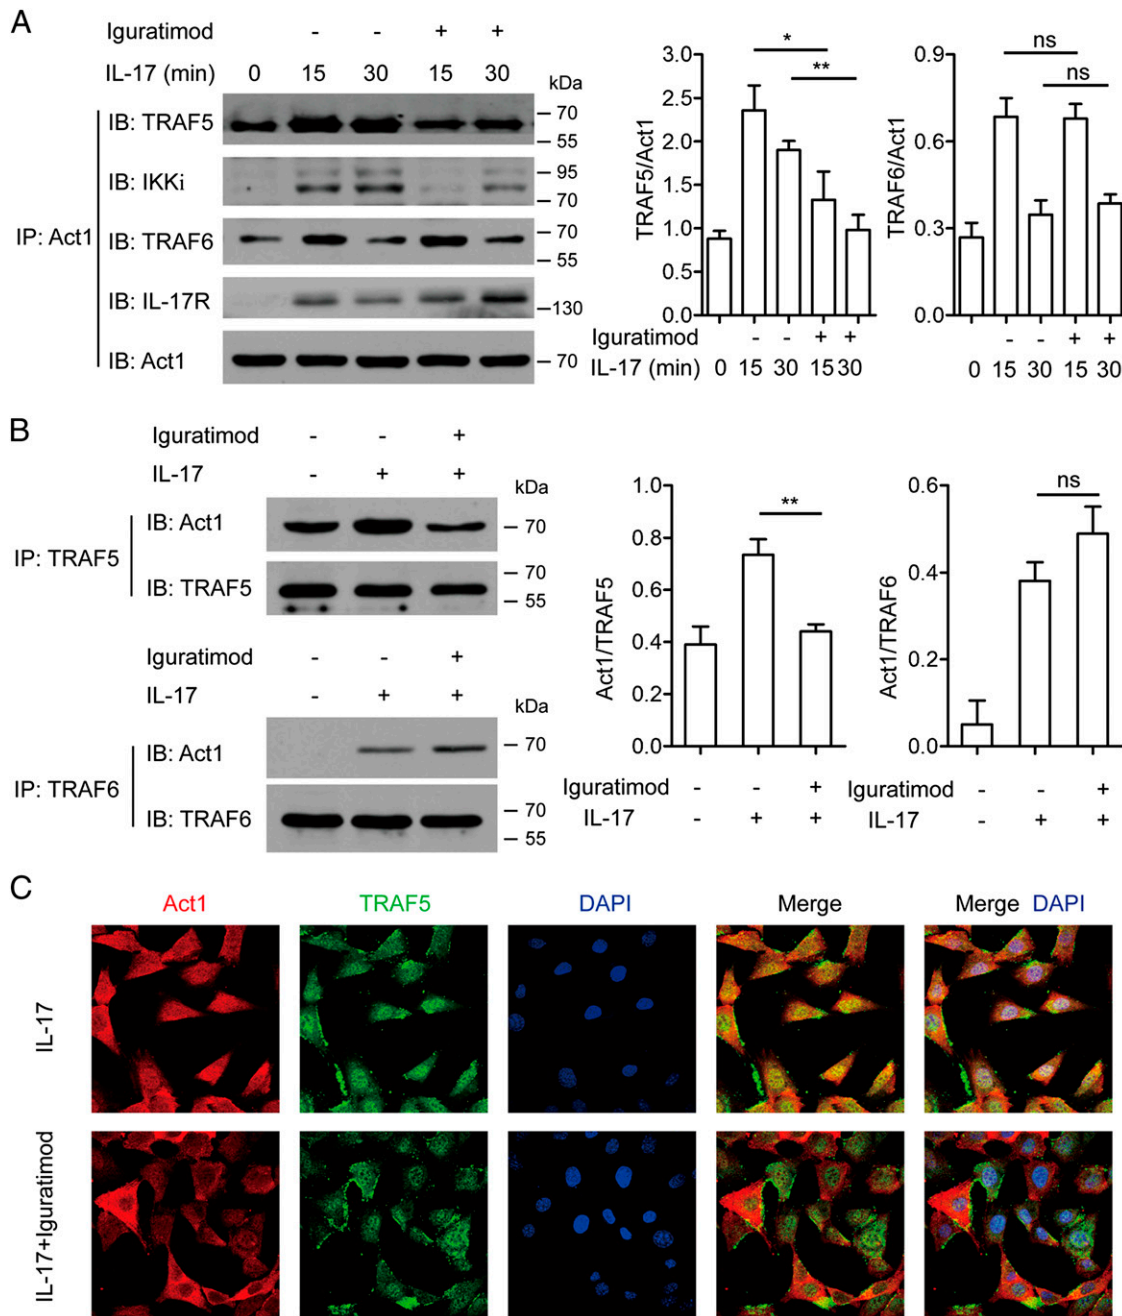 A
Iguratimod - - + +
IL-17 (min) 0 15 30 15 30
kDa
IB: TRAF5
70
55
IB: IKKi
95
70
IP: Act1
IB: TRAF6
70
55
IB: IL-17R
130
IB: Act1
70
TRAF5/Act1
3.0
2.5
2.0
1.5
1.0
0.5
0.0
*
**
Iguratimod - - + +
IL-17 (min) 0 15 30 15 30
TRAF6/Act1
0.9
0.6
0.3
0.0
ns
ns
- - + +
0 15 30 15 30
B
Iguratimod - - +
IL-17 - + +
kDa
IP: TRAF5
IB: Act1
70
IB: TRAF5
70
55
Iguratimod - - +
IL-17 - + +
kDa
IP: TRAF6
IB: Act1
70
IB: TRAF6
70
55
Act1/TRAF5
1.0
0.8
0.6
0.4
0.2
0.0
**
Iguratimod - - +
IL-17 - + +
Act1/TRAF6
0.6
0.4
0.2
0.0
ns
Iguratimod - - +
IL-17 - + +
C
Act1 TRAF5 DAPI Merge Merge DAPI
IL-17
IL-17+Iguratimod